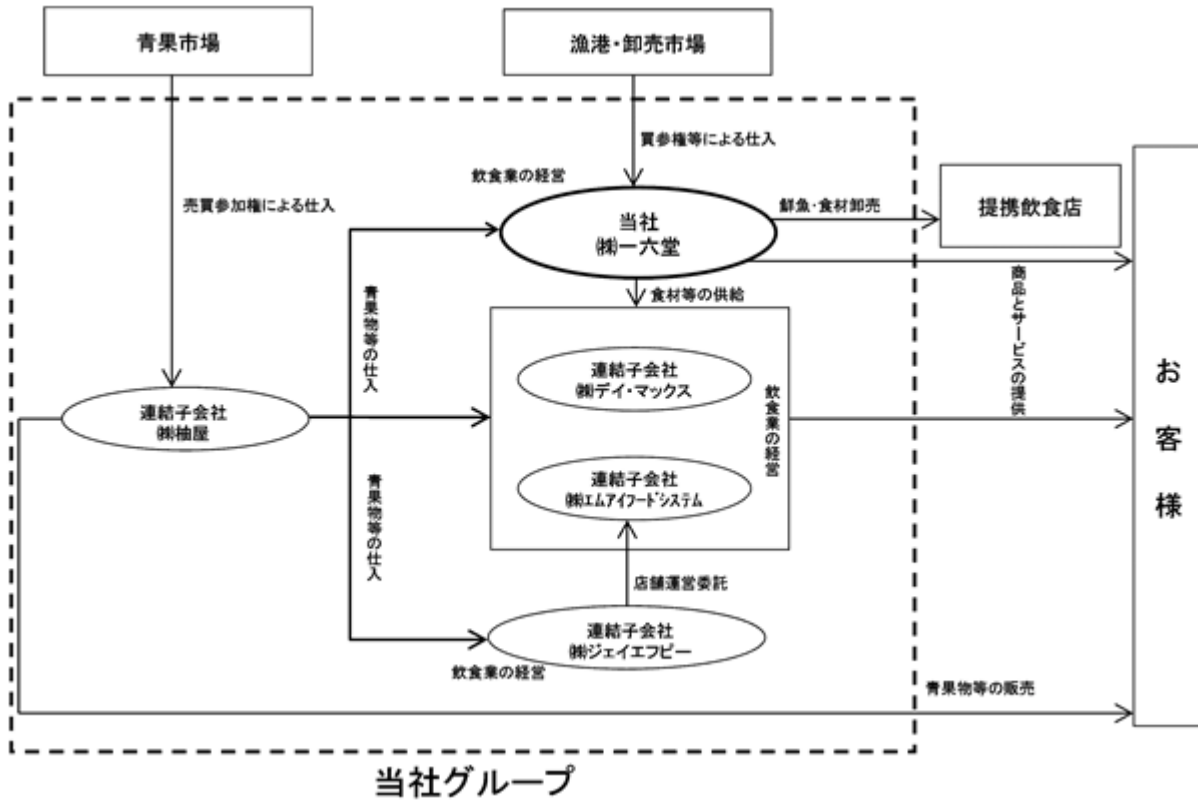 青果市場
漁港・卸売市場
買参権等による仕入
飲食業の経営
売買参加権による仕入
当社
㈱一六堂
鮮魚・食材卸売
提携飲食店
食材等の供給
商品とサービスの提供
青果物等の仕入
連結子会社
㈱デイ・マックス
飲食業の経営
お客様
連結子会社
㈱柚屋
連結子会社
㈱エムアイフードシステム
青果物等の仕入
店舗運営委託
連結子会社
㈱ジェイエフピー
飲食業の経営
青果物等の販売
当社グループ